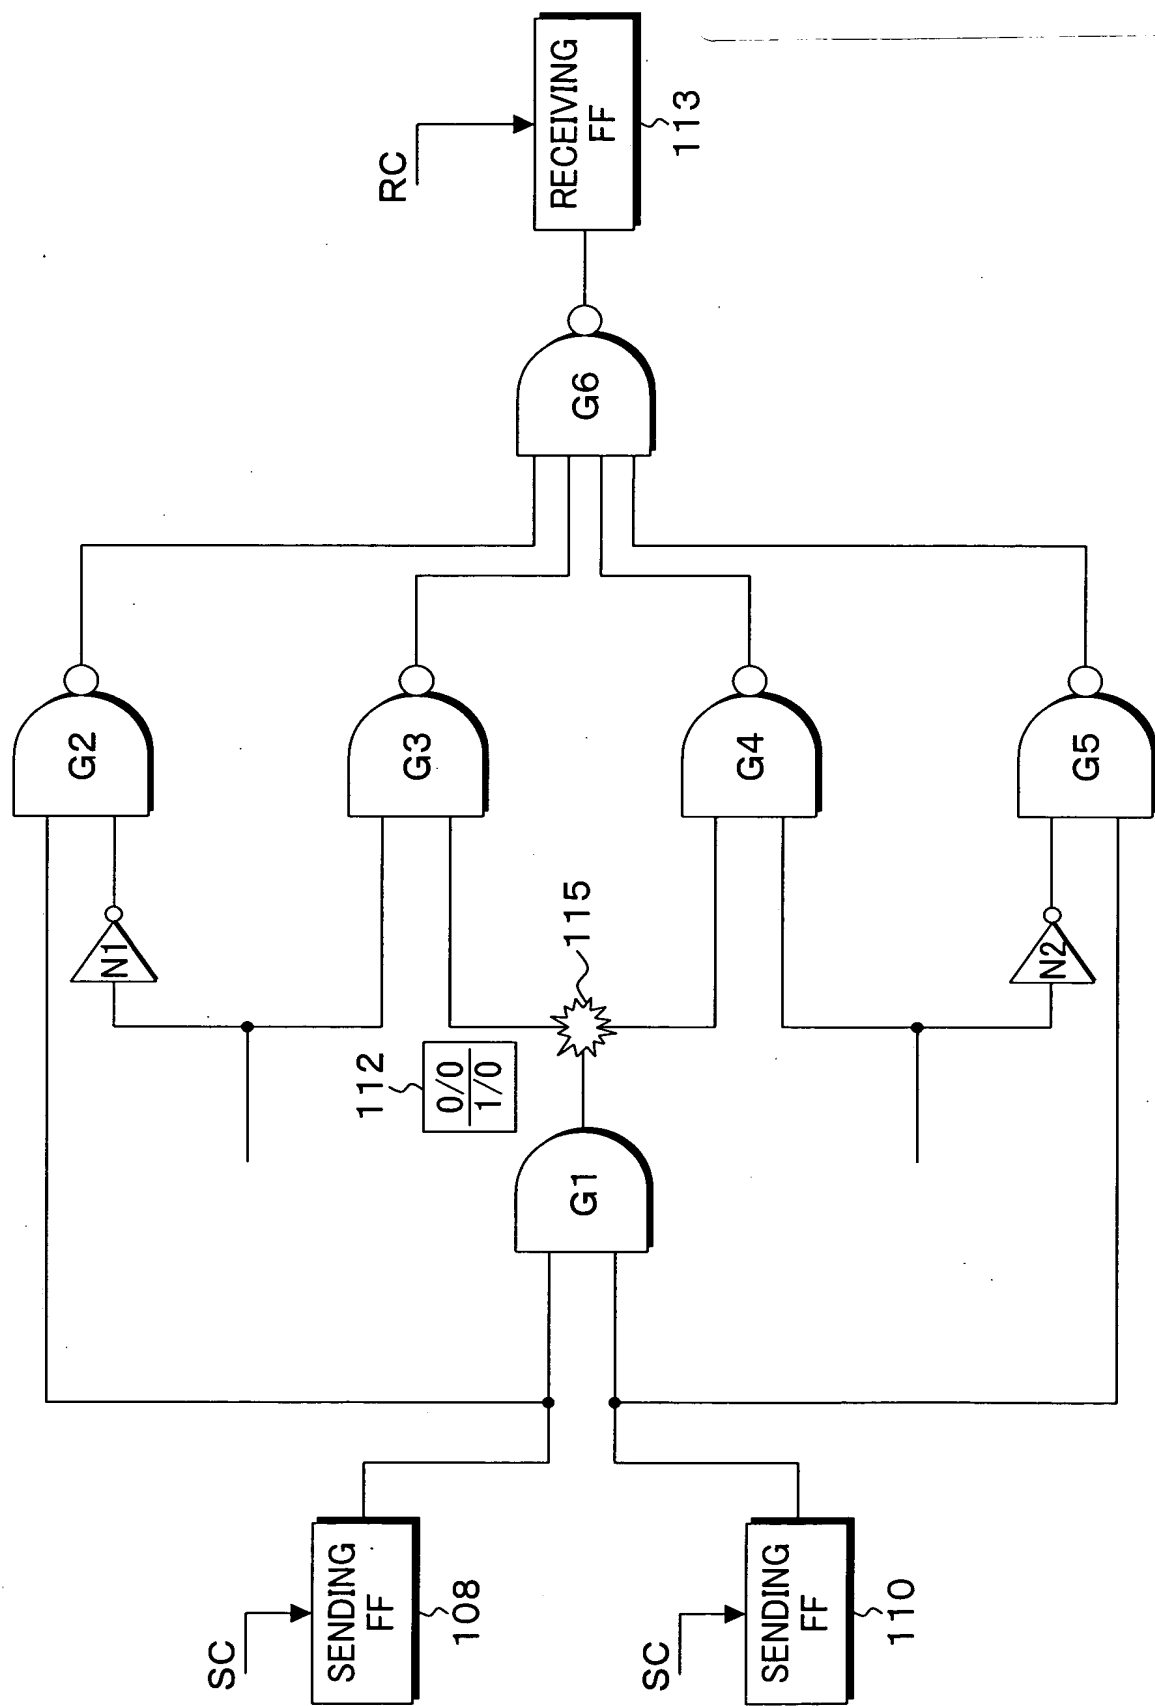 SC
SENDING
FF
108
SC
SENDING
FF
110
G1
112
0/0
1/0
115
N1
N2
G2
G3
G4
G5
G6
RC
RECEIVING
FF
113